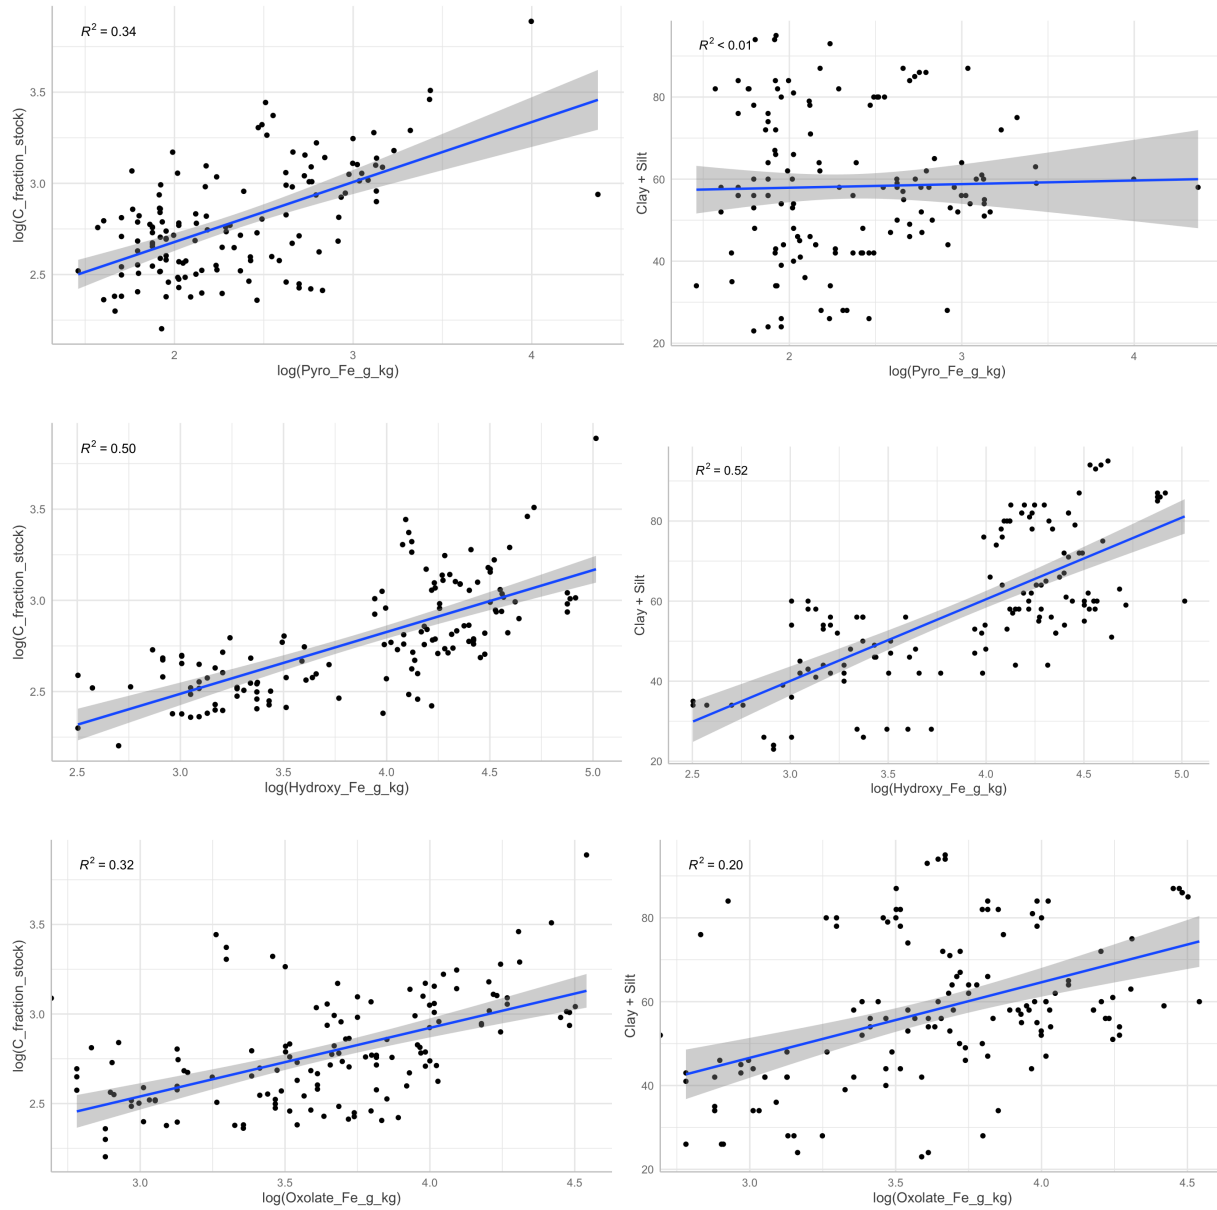 R² = 0.34
log(C_fraction_stock)
3.5
3.0
2.5
2
3
4
log(Pyro_Fe_g_kg)
R² < 0.01
Clay + Silt
80
60
40
20
2
3
4
log(Pyro_Fe_g_kg)
R² = 0.50
log(C_fraction_stock)
3.5
3.0
2.5
2.5
3.0
3.5
4.0
4.5
5.0
log(Hydroxy_Fe_g_kg)
R² = 0.52
Clay + Silt
80
60
40
20
2.5
3.0
3.5
4.0
4.5
5.0
log(Hydroxy_Fe_g_kg)
R² = 0.32
log(C_fraction_stock)
3.5
3.0
2.5
3.0
3.5
4.0
4.5
log(Oxolate_Fe_g_kg)
R² = 0.20
Clay + Silt
80
60
40
20
3.0
3.5
4.0
4.5
log(Oxolate_Fe_g_kg)